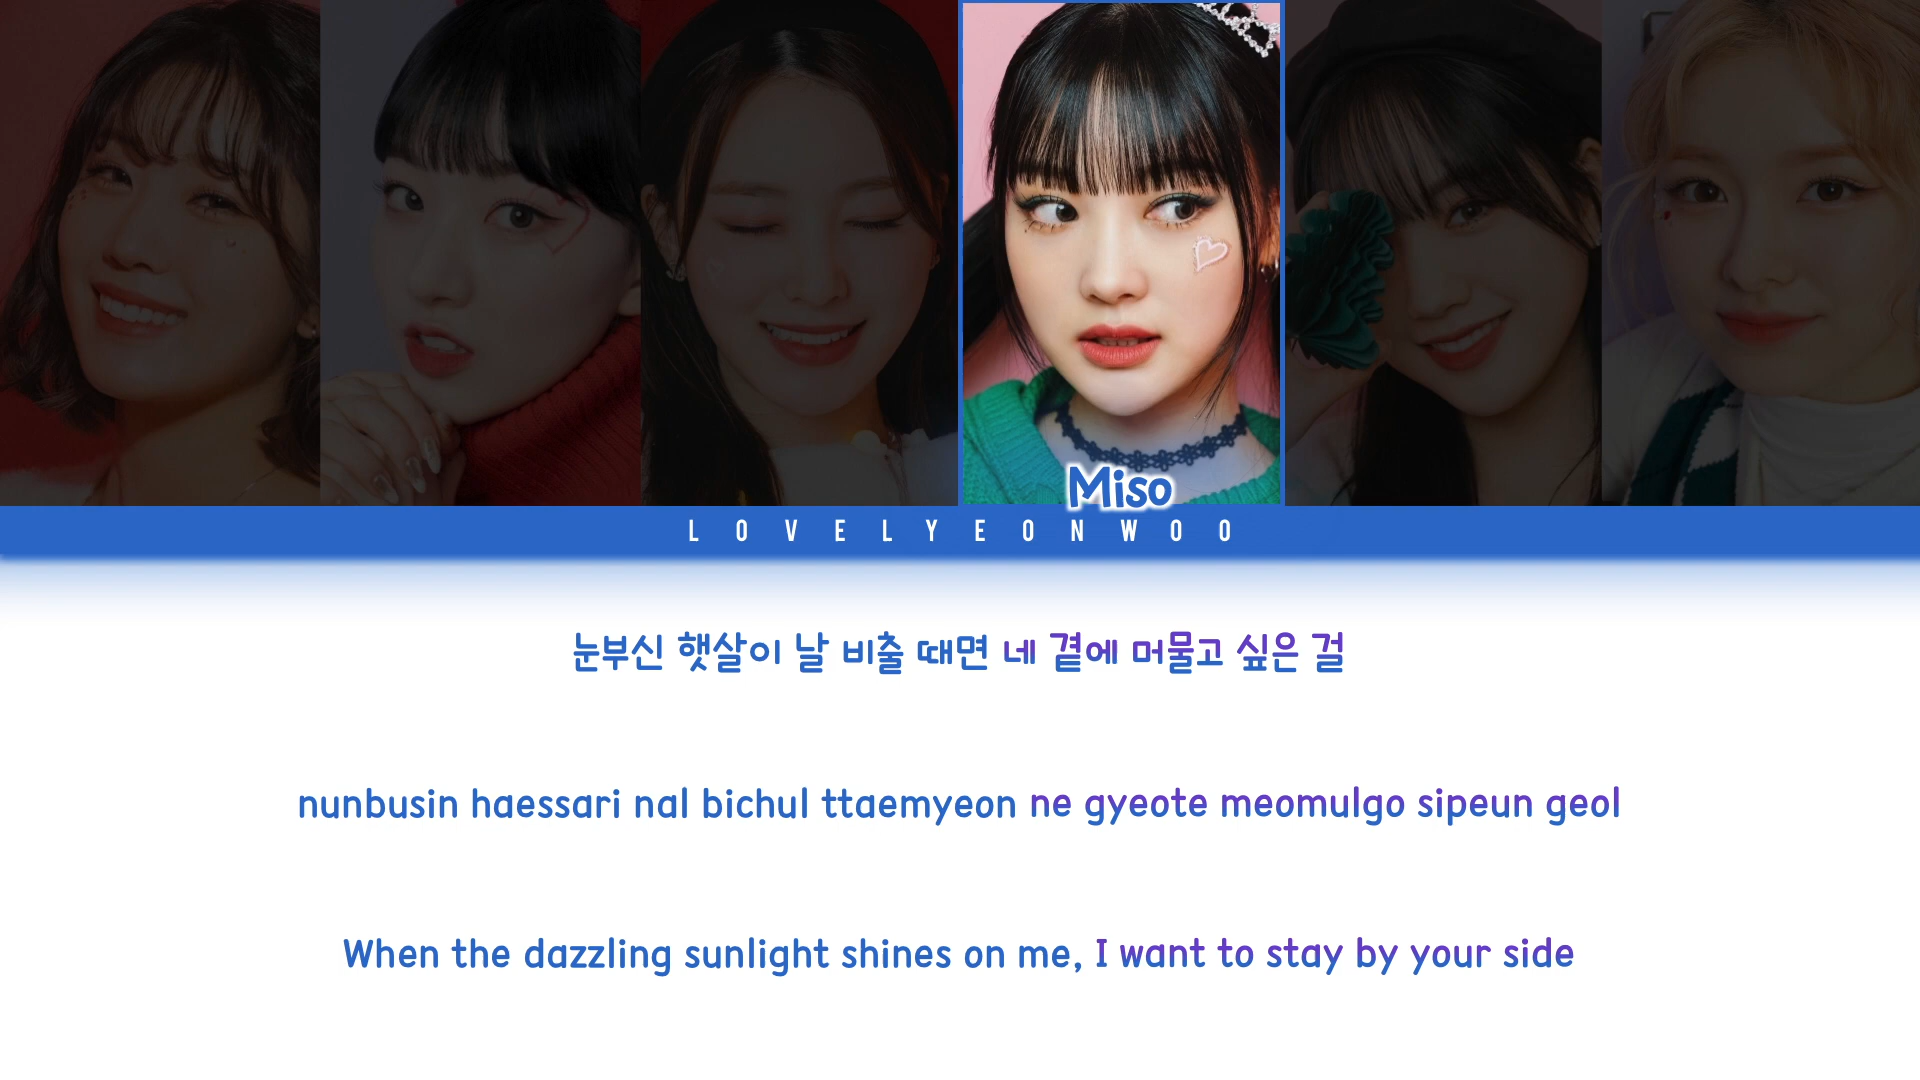 Miso
LOVELYEONWOO
눈부신 햇살이 날 비출 때면 네 곁에 머물고 싶은 걸
nunbusin haessari nal bichul ttaemyeon ne gyeote meomulgo sipeun geol
When the dazzling sunlight shines on me, I want to stay by your side